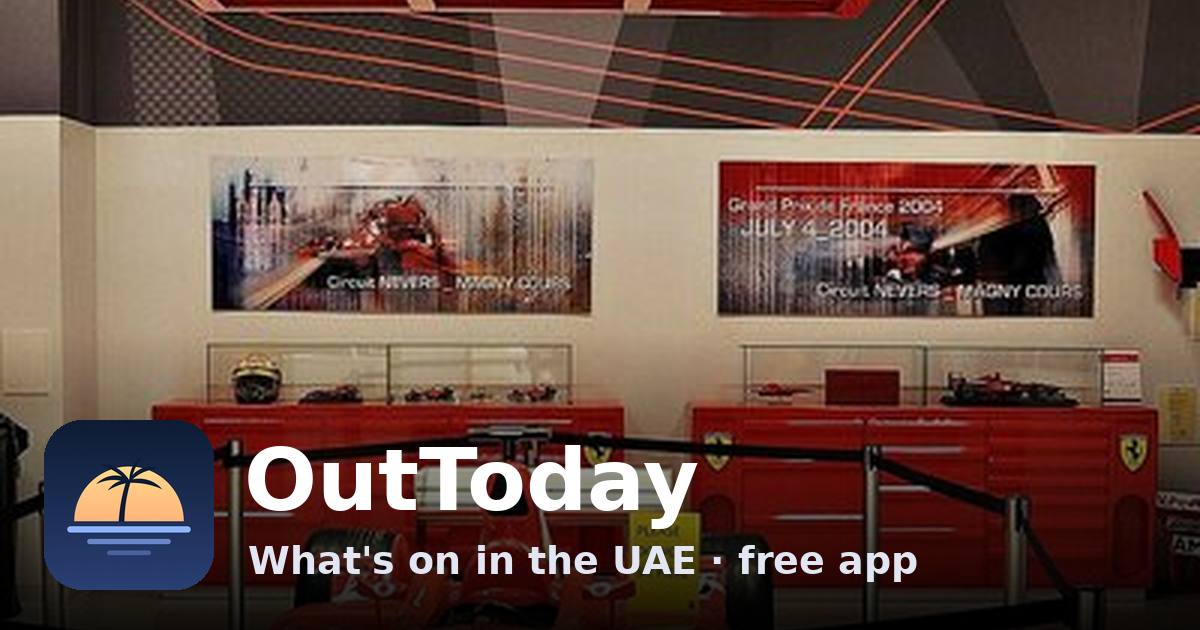 Circuit NEVERS _ MAGNY COURS
Grand Prix de France 2004
JULY 4_2004
Circuit NEVERS _ MAGNY COURS
OutToday
PLEASE
What's on in the UAE · free app